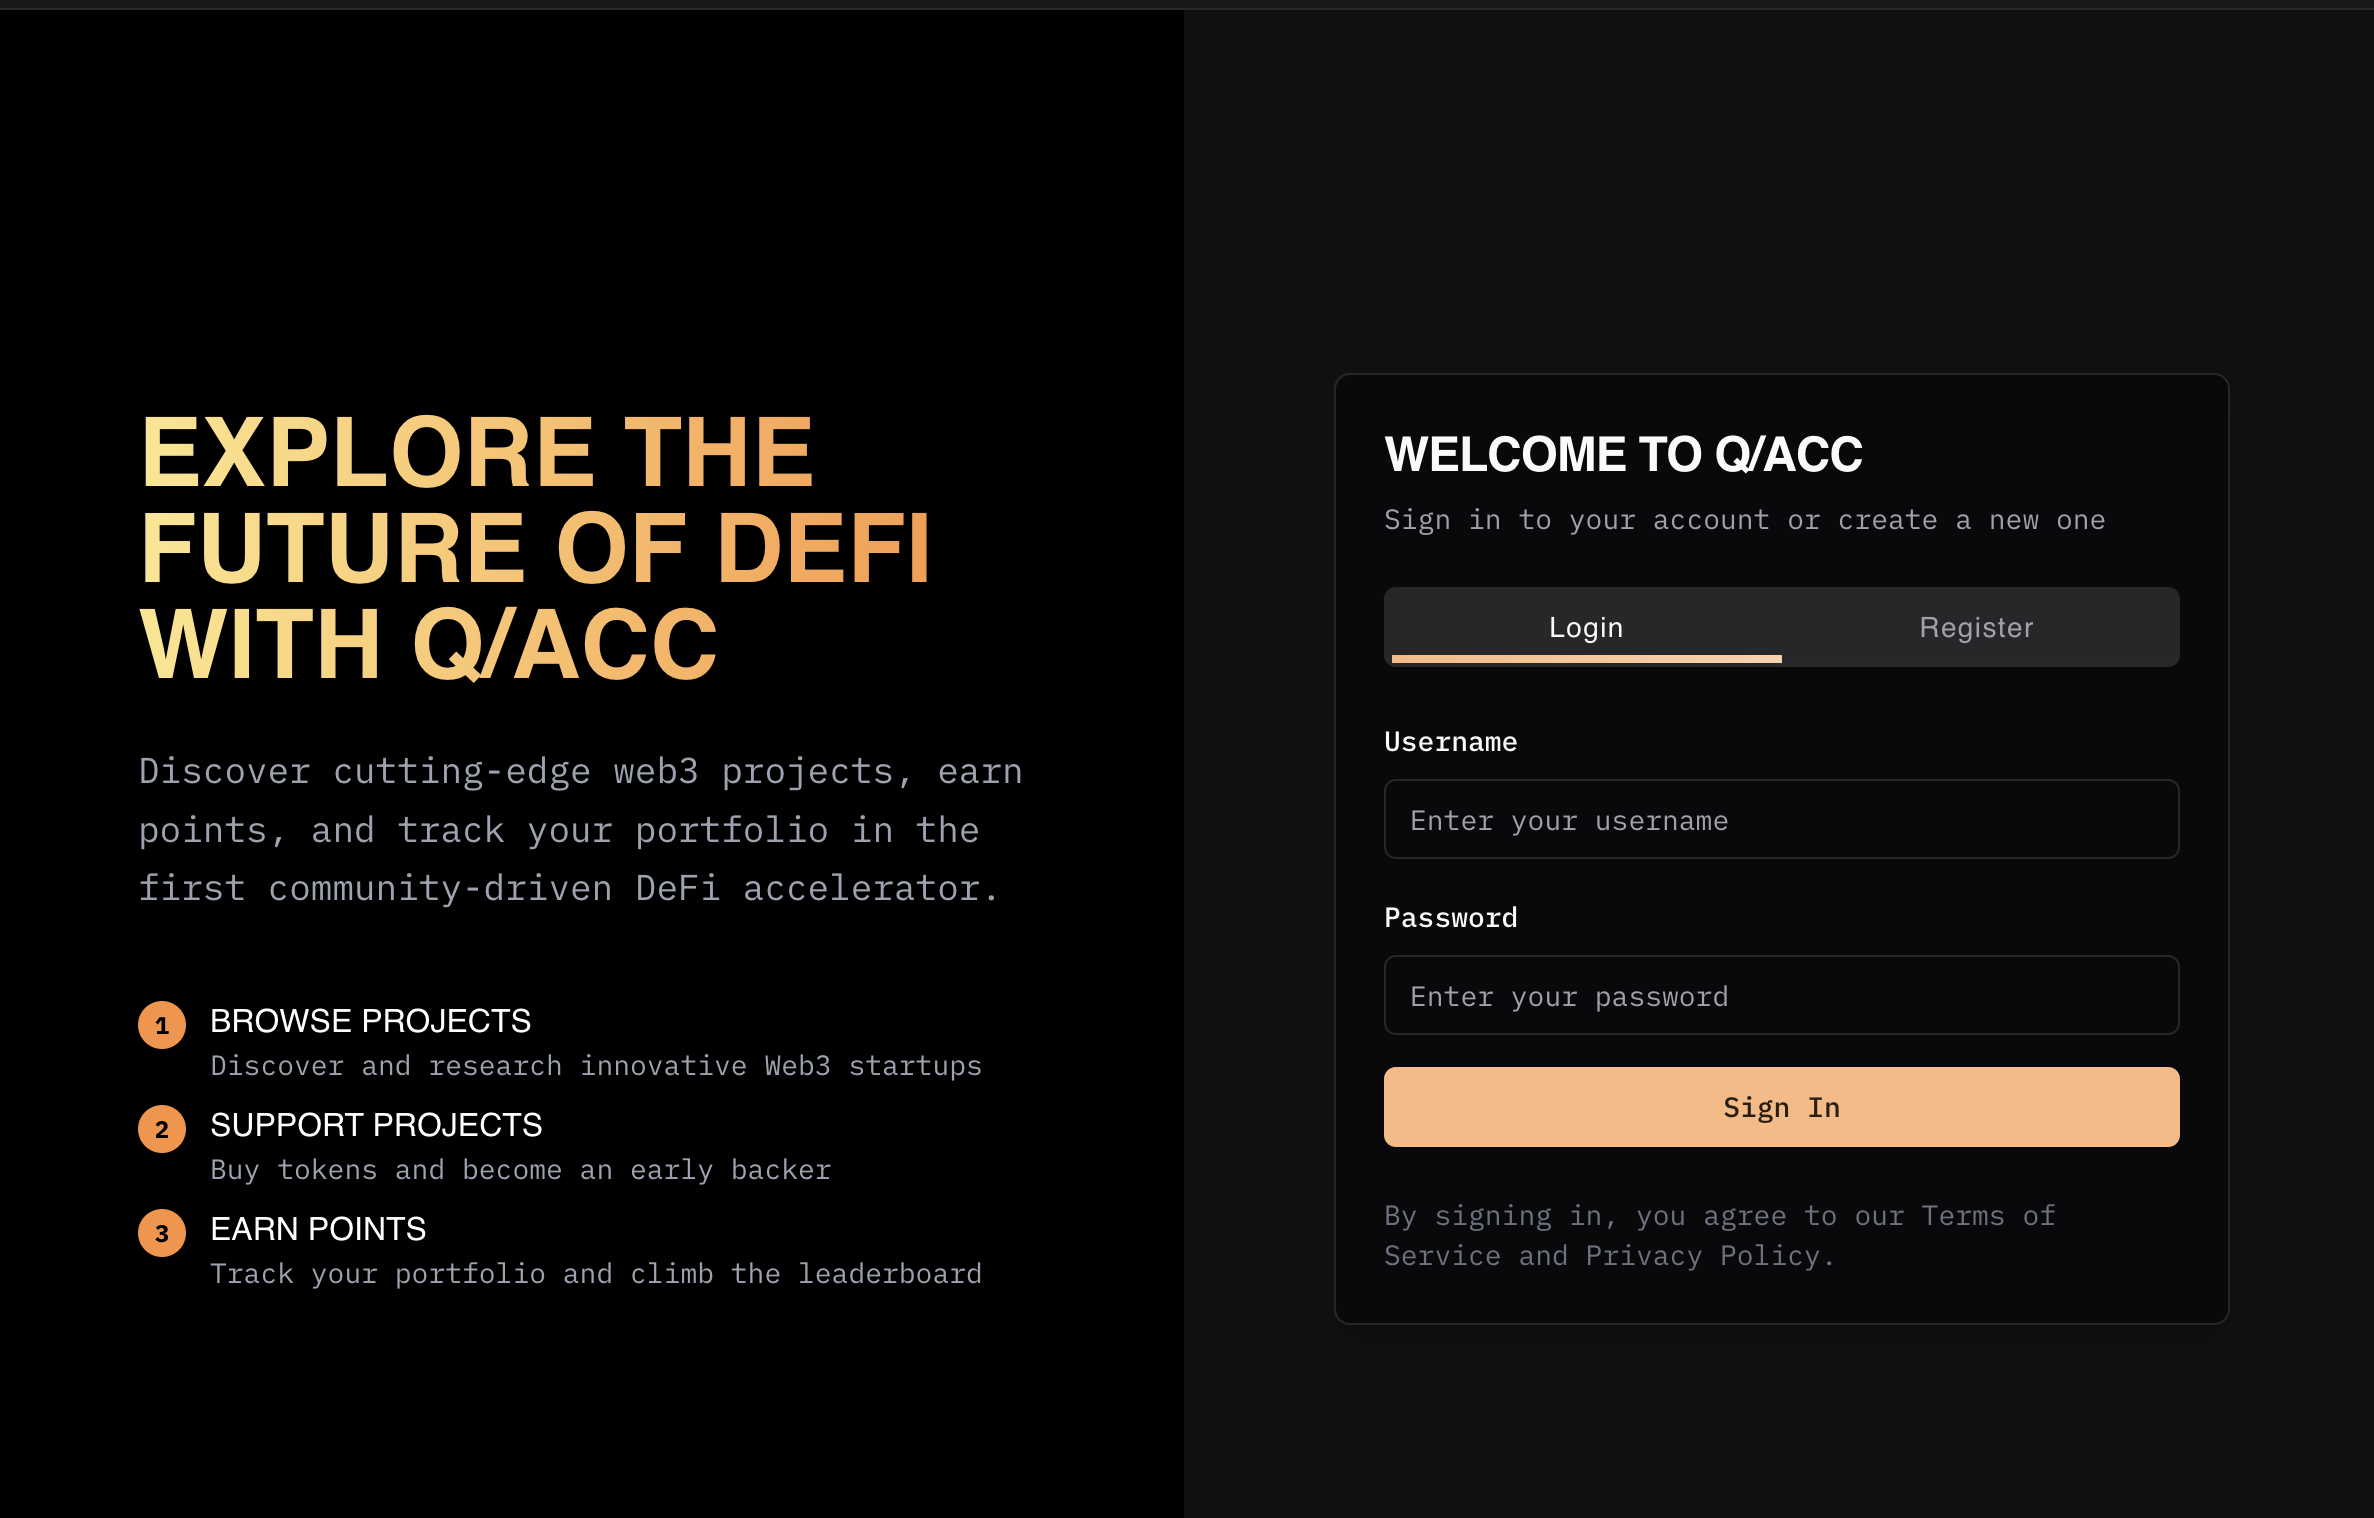 EXPLORE THE
FUTURE OF DEFI
WITH Q/ACC
Discover cutting-edge web3 projects, earn
points, and track your portfolio in the
first community-driven DeFi accelerator.
1 BROWSE PROJECTS
Discover and research innovative Web3 startups
2 SUPPORT PROJECTS
Buy tokens and become an early backer
3 EARN POINTS
Track your portfolio and climb the leaderboard
WELCOME TO Q/ACC
Sign in to your account or create a new one
Login Register
Username
Enter your username
Password
Enter your password
Sign In
By signing in, you agree to our Terms of
Service and Privacy Policy.